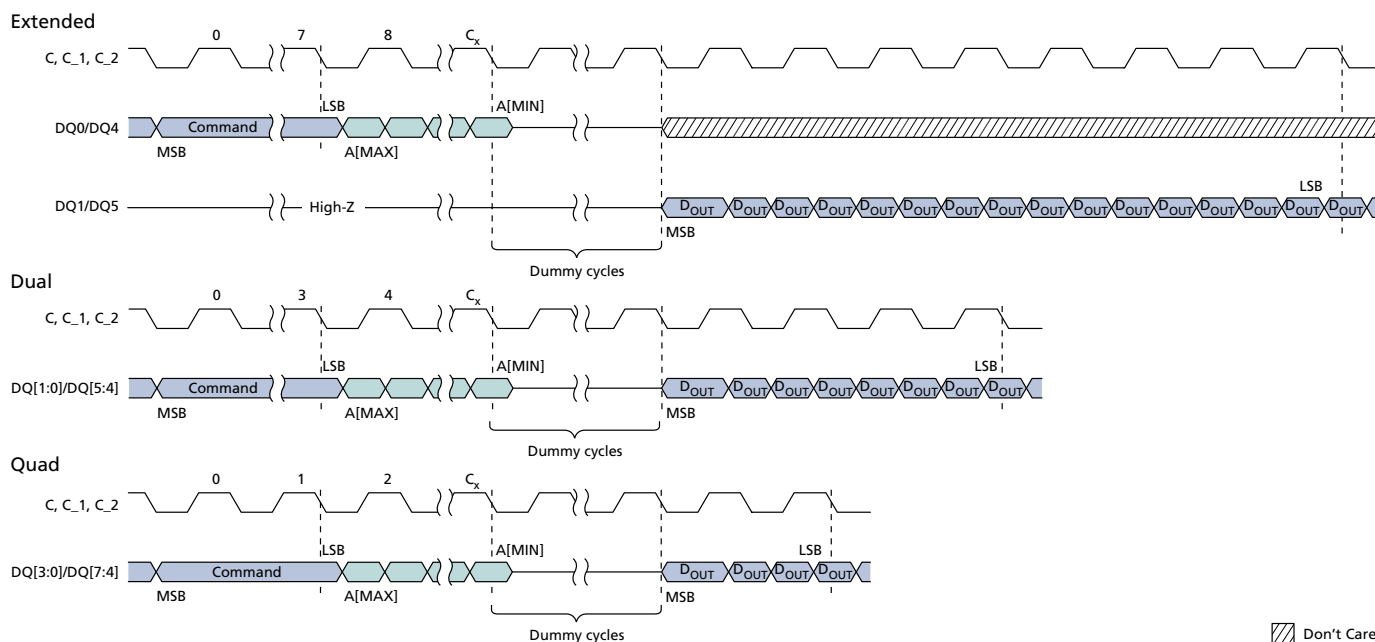 Extended
0 7 8 Cx
C, C_1, C_2
LSB A[MIN]
DQ0/DQ4 Command
MSB A[MAX]
LSB
DQ1/DQ5 High-Z DOUT DOUT DOUT DOUT DOUT DOUT DOUT DOUT DOUT DOUT DOUT DOUT DOUT DOUT DOUT DOUT
MSB
Dummy cycles
Dual
0 3 4 Cx
C, C_1, C_2
LSB A[MIN] LSB
DQ[1:0]/DQ[5:4] Command DOUT DOUT DOUT DOUT DOUT DOUT DOUT DOUT
MSB A[MAX] MSB
Dummy cycles
Quad
0 1 2 Cx
C, C_1, C_2
LSB A[MIN] LSB
DQ[3:0]/DQ[7:4] Command DOUT DOUT DOUT DOUT
MSB A[MAX] MSB
Dummy cycles
Don't Care